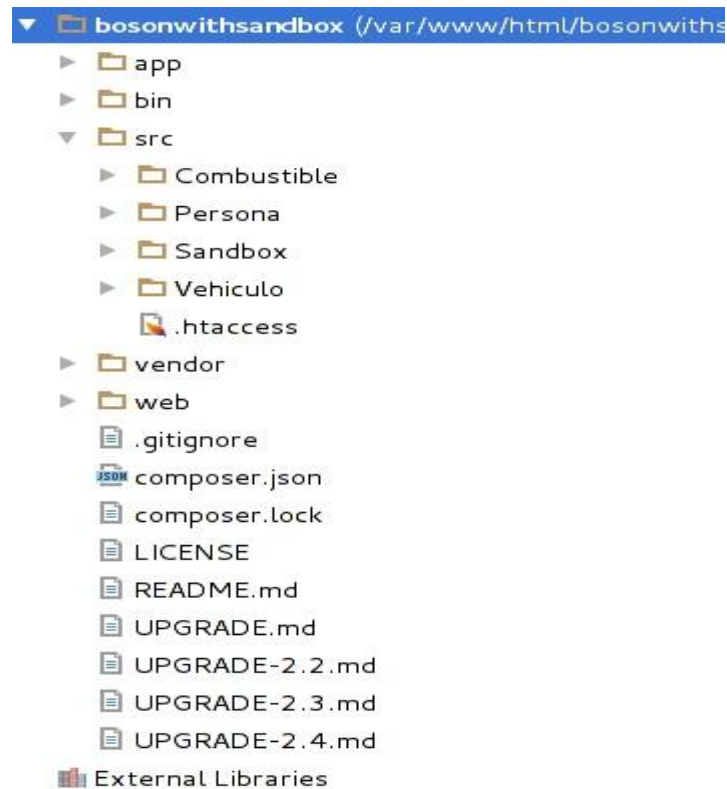 bosonwithsandbox (/var/www/html/bosonwiths
app
bin
src
Combustible
Persona
Sandbox
Vehiculo
.htaccess
vendor
web
.gitignore
JSON composer.json
composer.lock
LICENSE
README.md
UPGRADE.md
UPGRADE-2.2.md
UPGRADE-2.3.md
UPGRADE-2.4.md
External Libraries